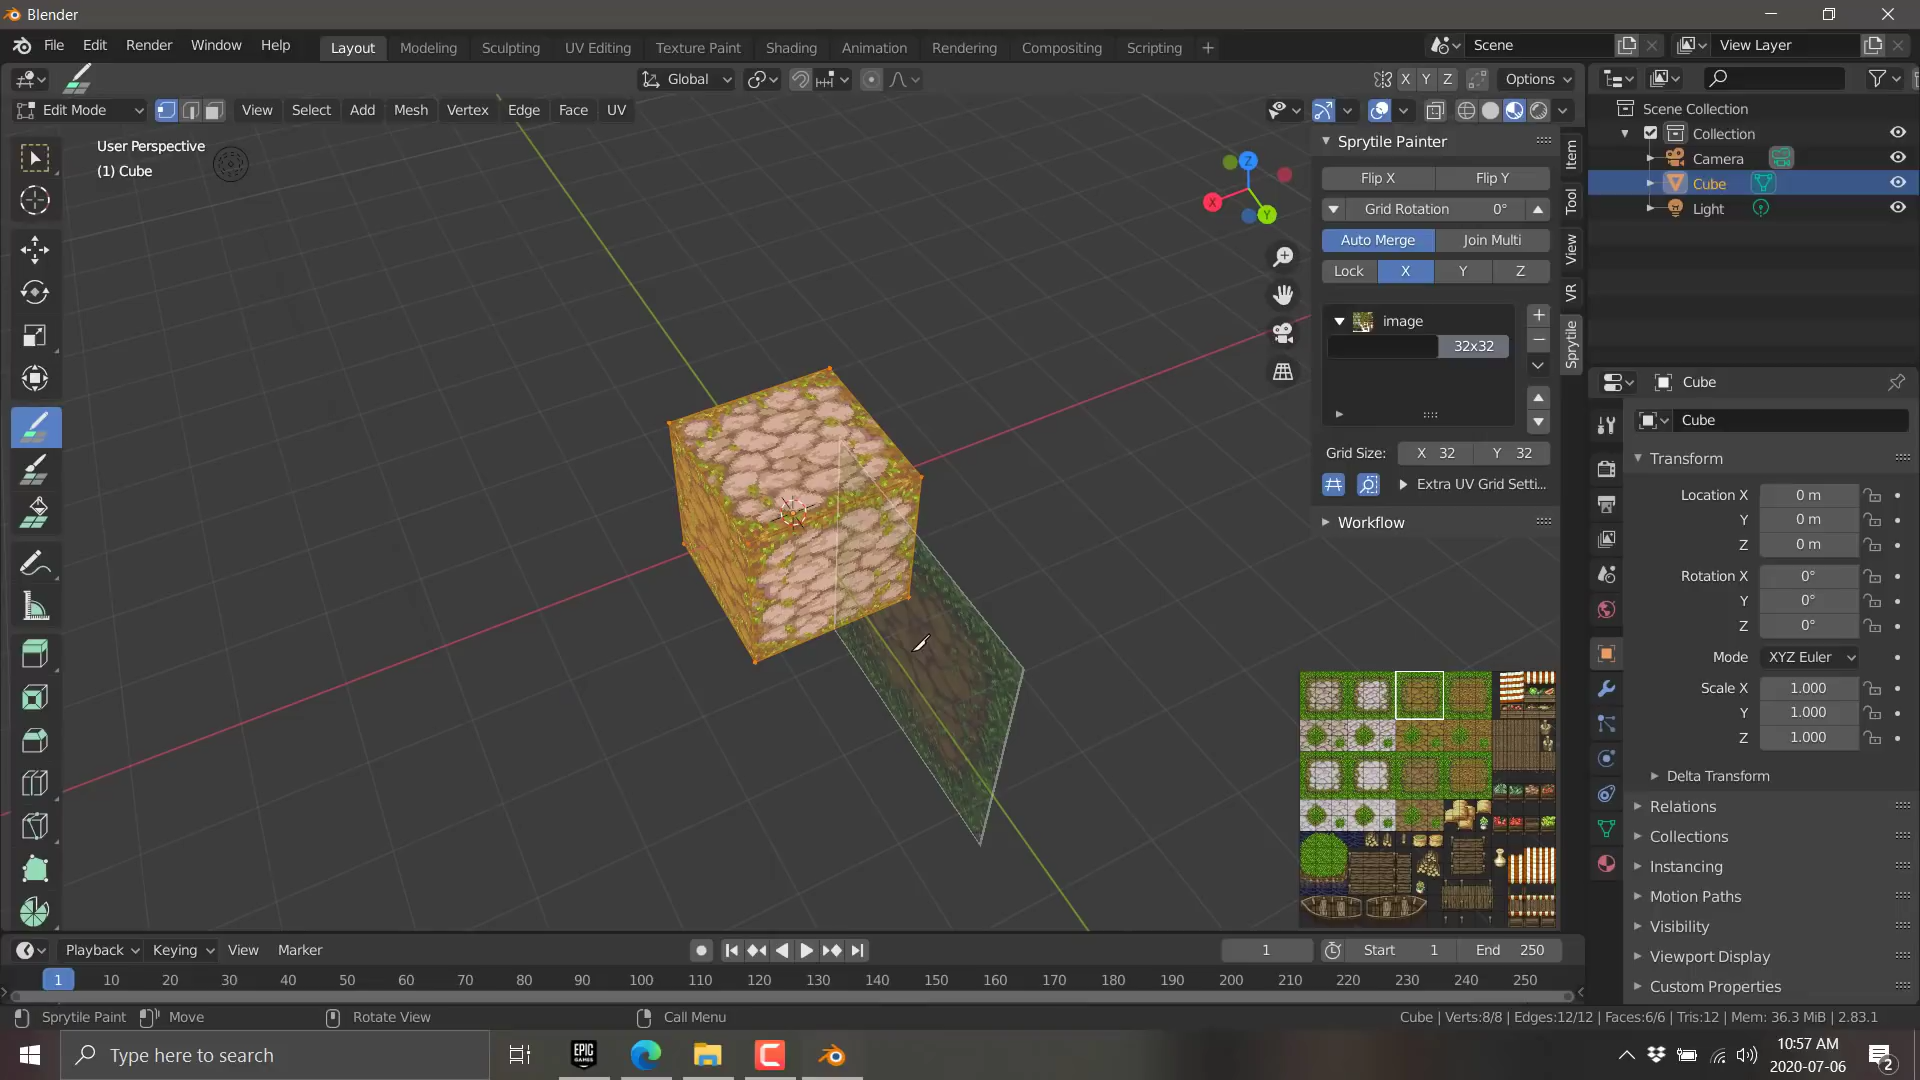 Blender
File Edit Render Window Help
Layout Modeling Sculpting UV Editing Texture Paint Shading Animation Rendering Compositing Scripting +
Scene
View Layer
Global
X Y Z
Options
Edit Mode
View Select Add Mesh Vertex Edge Face UV
User Perspective
(1) Cube
Z
X
Y
Sprytile Painter
Flip X Flip Y
Grid Rotation 0°
Auto Merge Join Multi
Lock X Y Z
image
32x32
Grid Size: X 32 Y 32
Extra UV Grid Setti...
Workflow
Item
Tool
View
VR
Sprytile
Scene Collection
Collection
Camera
Cube
Light
Cube
Cube
Transform
Location X 0 m
Y 0 m
Z 0 m
Rotation X 0°
Y 0°
Z 0°
Mode XYZ Euler
Scale X 1.000
Y 1.000
Z 1.000
Delta Transform
Relations
Collections
Instancing
Motion Paths
Visibility
Viewport Display
Custom Properties
Playback Keying View Marker
1 Start 1 End 250
1 10 20 30 40 50 60 70 80 90 100 110 120 130 140 150 160 170 180 190 200 210 220 230 240 250
Sprytile Paint Move Rotate View Call Menu
Cube | Verts:8/8 | Edges:12/12 | Faces:6/6 | Tris:12 | Mem: 36.3 MiB | 2.83.1
Type here to search
EPIC
GAMES
10:57 AM
2020-07-06
2